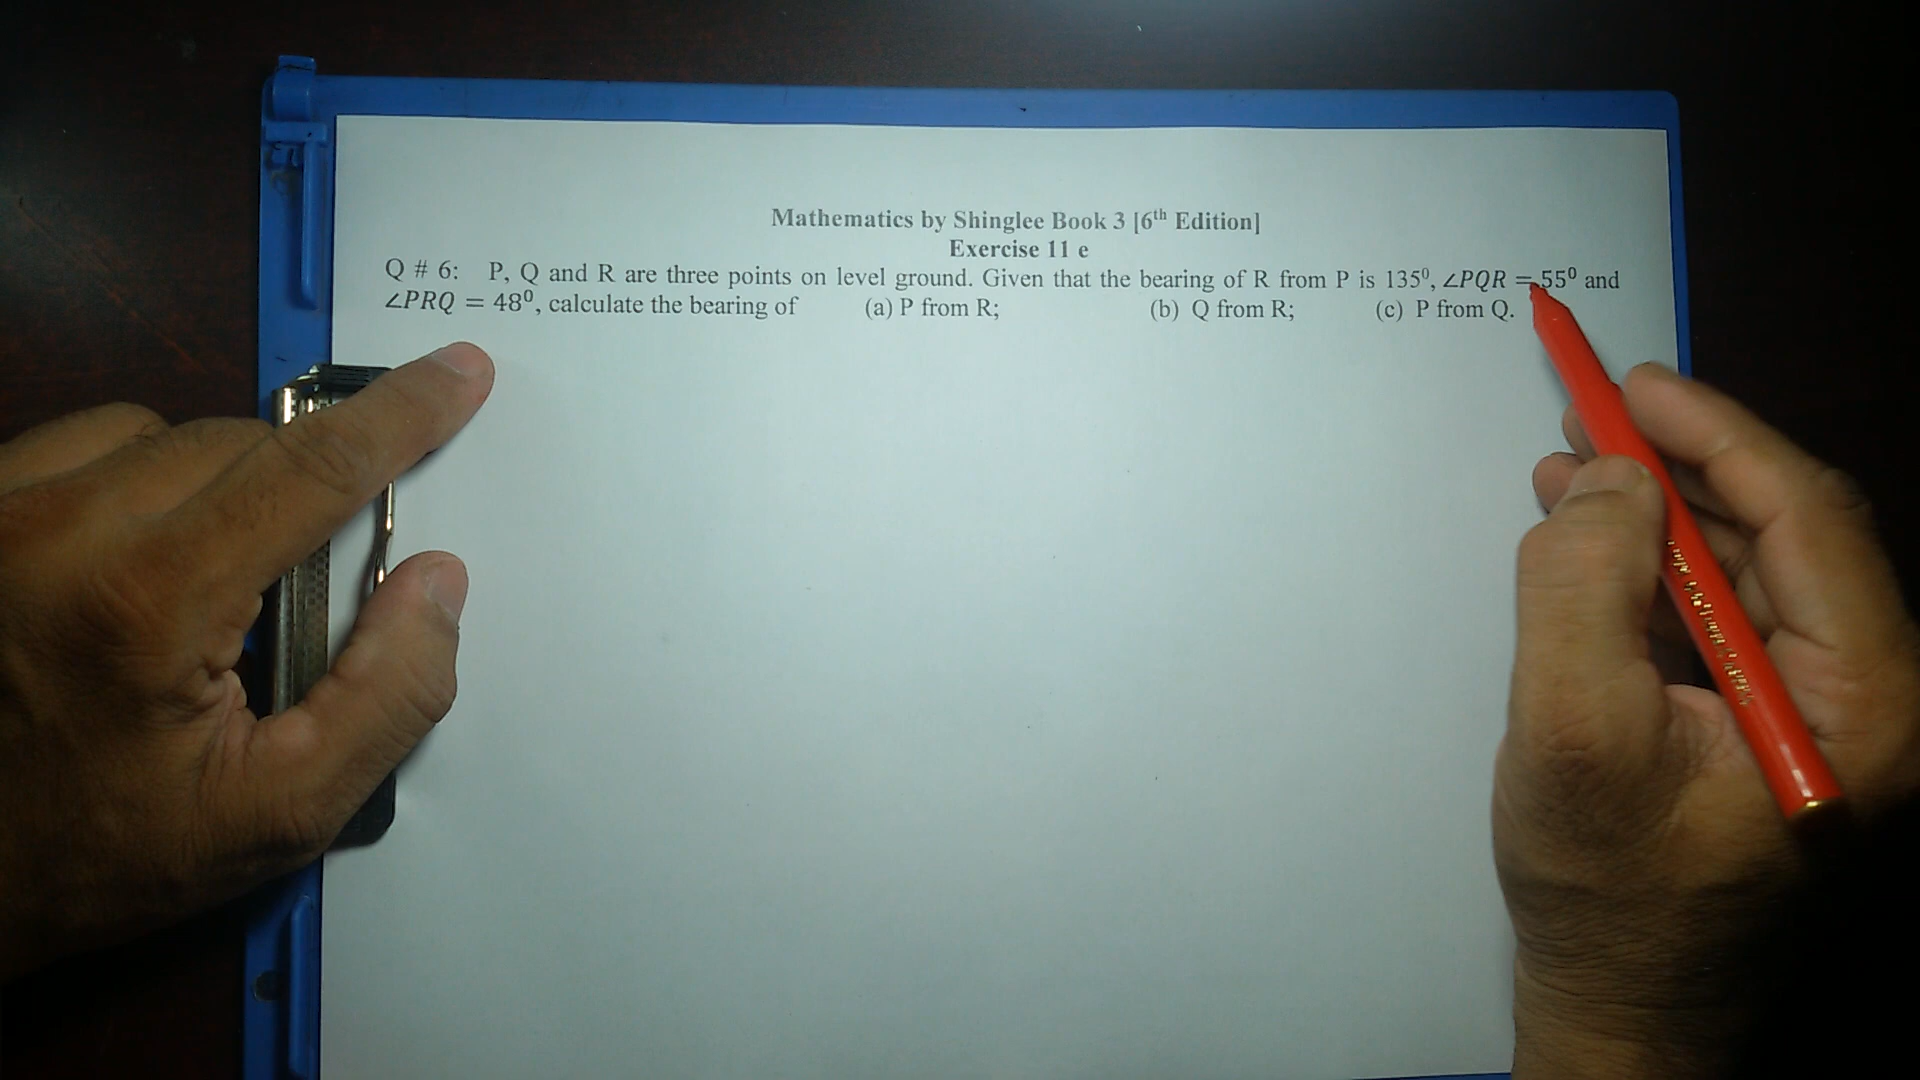 Mathematics by Shinglee Book 3 [6th Edition]
Exercise 11 e
Q # 6: P, Q and R are three points on level ground. Given that the bearing of R from P is 135⁰, ∠PQR = 55⁰ and
∠PRQ = 48⁰, calculate the bearing of (a) P from R; (b) Q from R; (c) P from Q.